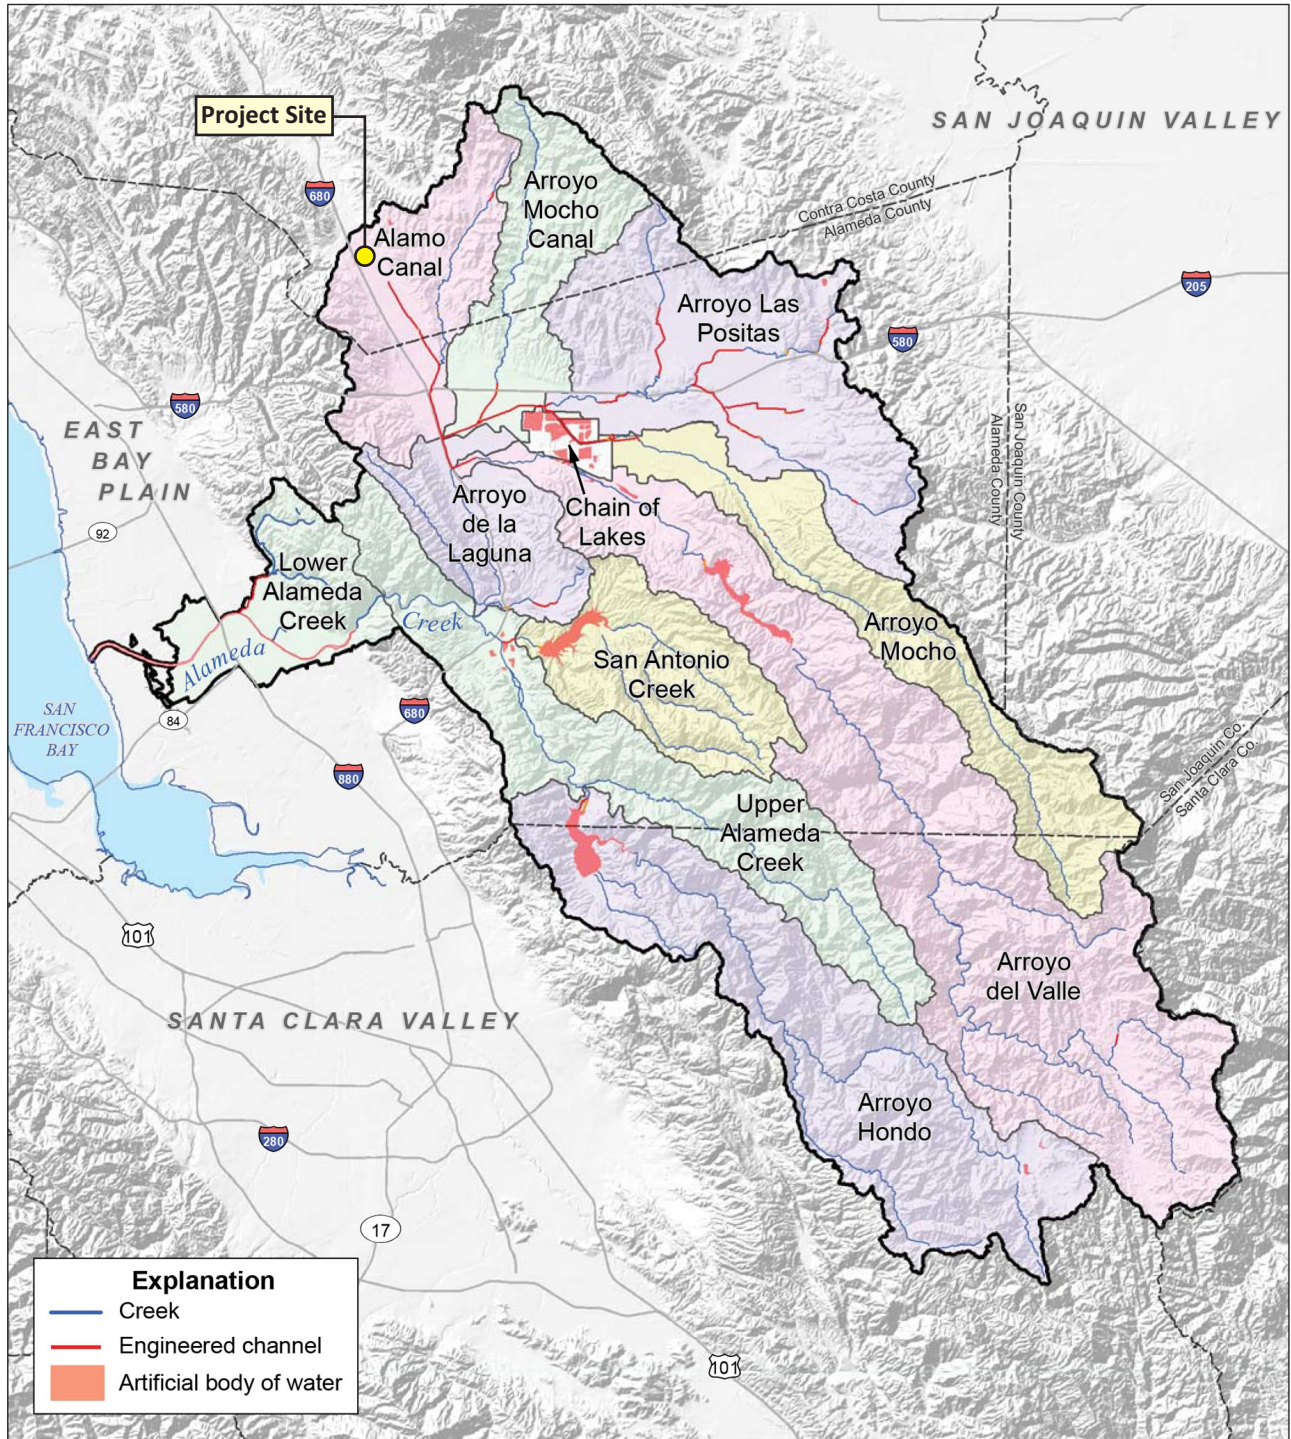 Project Site
SAN JOAQUIN VALLEY
680
Arroyo
Mocho
Canal
Contra Costa County
Alameda County
Alamo
Canal
205
Arroyo Las
Positas
580
580
EAST
BAY
PLAIN
San Joaquin County
Alameda County
92
Arroyo
de la
Laguna
Chain of
Lakes
Lower
Alameda
Creek
Creek
Alameda
Arroyo
Mocho
San Antonio
Creek
SAN
FRANCISCO
BAY
84
680
880
San Joaquin Co.
Santa Clara Co.
Upper
Alameda
Creek
101
Arroyo
del Valle
SANTA CLARA VALLEY
Arroyo
Hondo
280
17
Explanation
Creek
Engineered channel
Artificial body of water
101